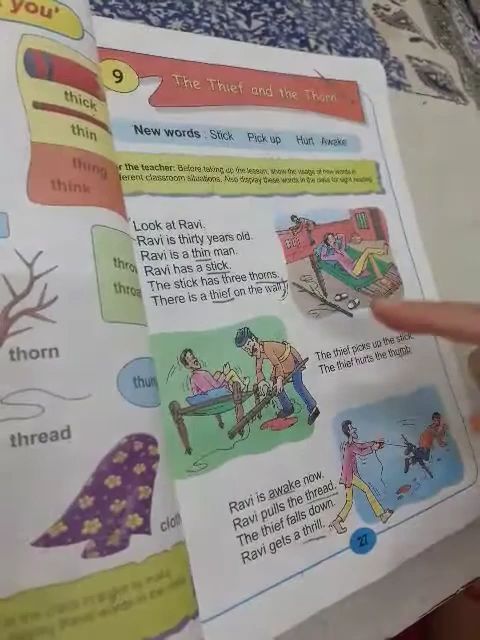 you'
thick
thin
thing
think
thorn
thread
9
The Thief and the Thorn
New words : Stick Pick up Hurt Awake
r the teacher: Before taking up the lesson, show the usage of new words in
ferent classroom situations. Also display these words in the class for sight reading.
Look at Ravi.
Ravi is thirty years old.
Ravi is a thin man.
Ravi has a stick.
The stick has three thorns.
There is a thief on the wall.
The thief picks up the stick.
The thief hurts the thumb.
Ravi is awake now.
Ravi pulls the thread.
The thief falls down.
Ravi gets a thrill.
27